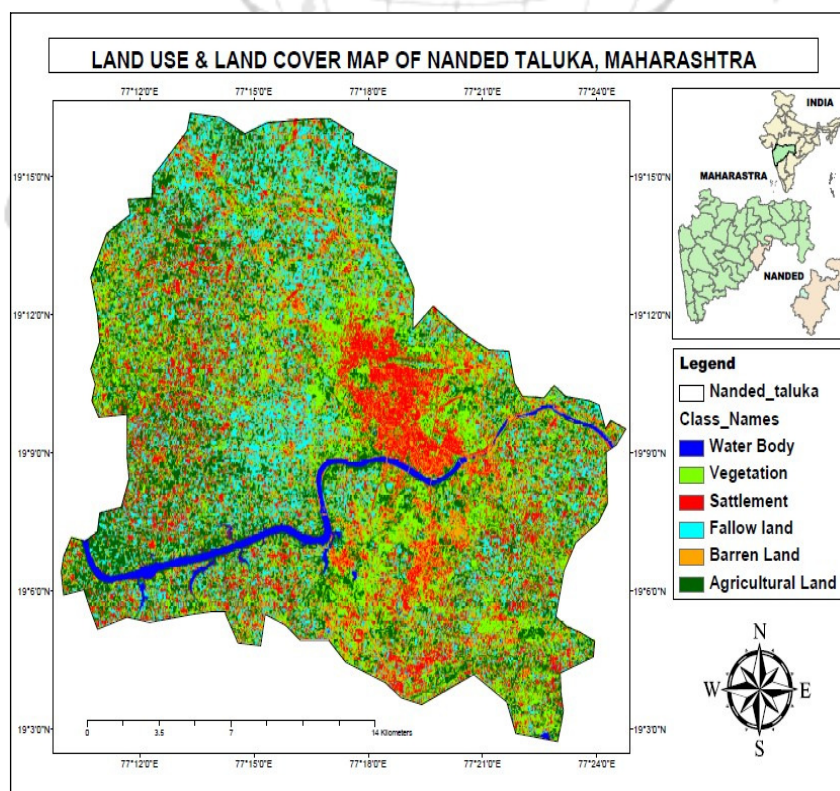 LAND USE & LAND COVER MAP OF NANDED TALUKA, MAHARASHTRA
77°12'0"E 77°15'0"E 77°18'0"E 77°21'0"E 77°24'0"E
19°15'0"N
19°12'0"N
19°9'0"N
19°6'0"N
19°3'0"N
19°15'0"N
19°12'0"N
19°9'0"N
19°6'0"N
19°3'0"N
0 3.5 7 14 Kilometers
77°12'0"E 77°15'0"E 77°18'0"E 77°21'0"E 77°24'0"E
INDIA
MAHARASTRA
NANDED
Legend
Nanded_taluka
Class_Names
Water Body
Vegetation
Sattlement
Fallow land
Barren Land
Agricultural Land
N
W E
S